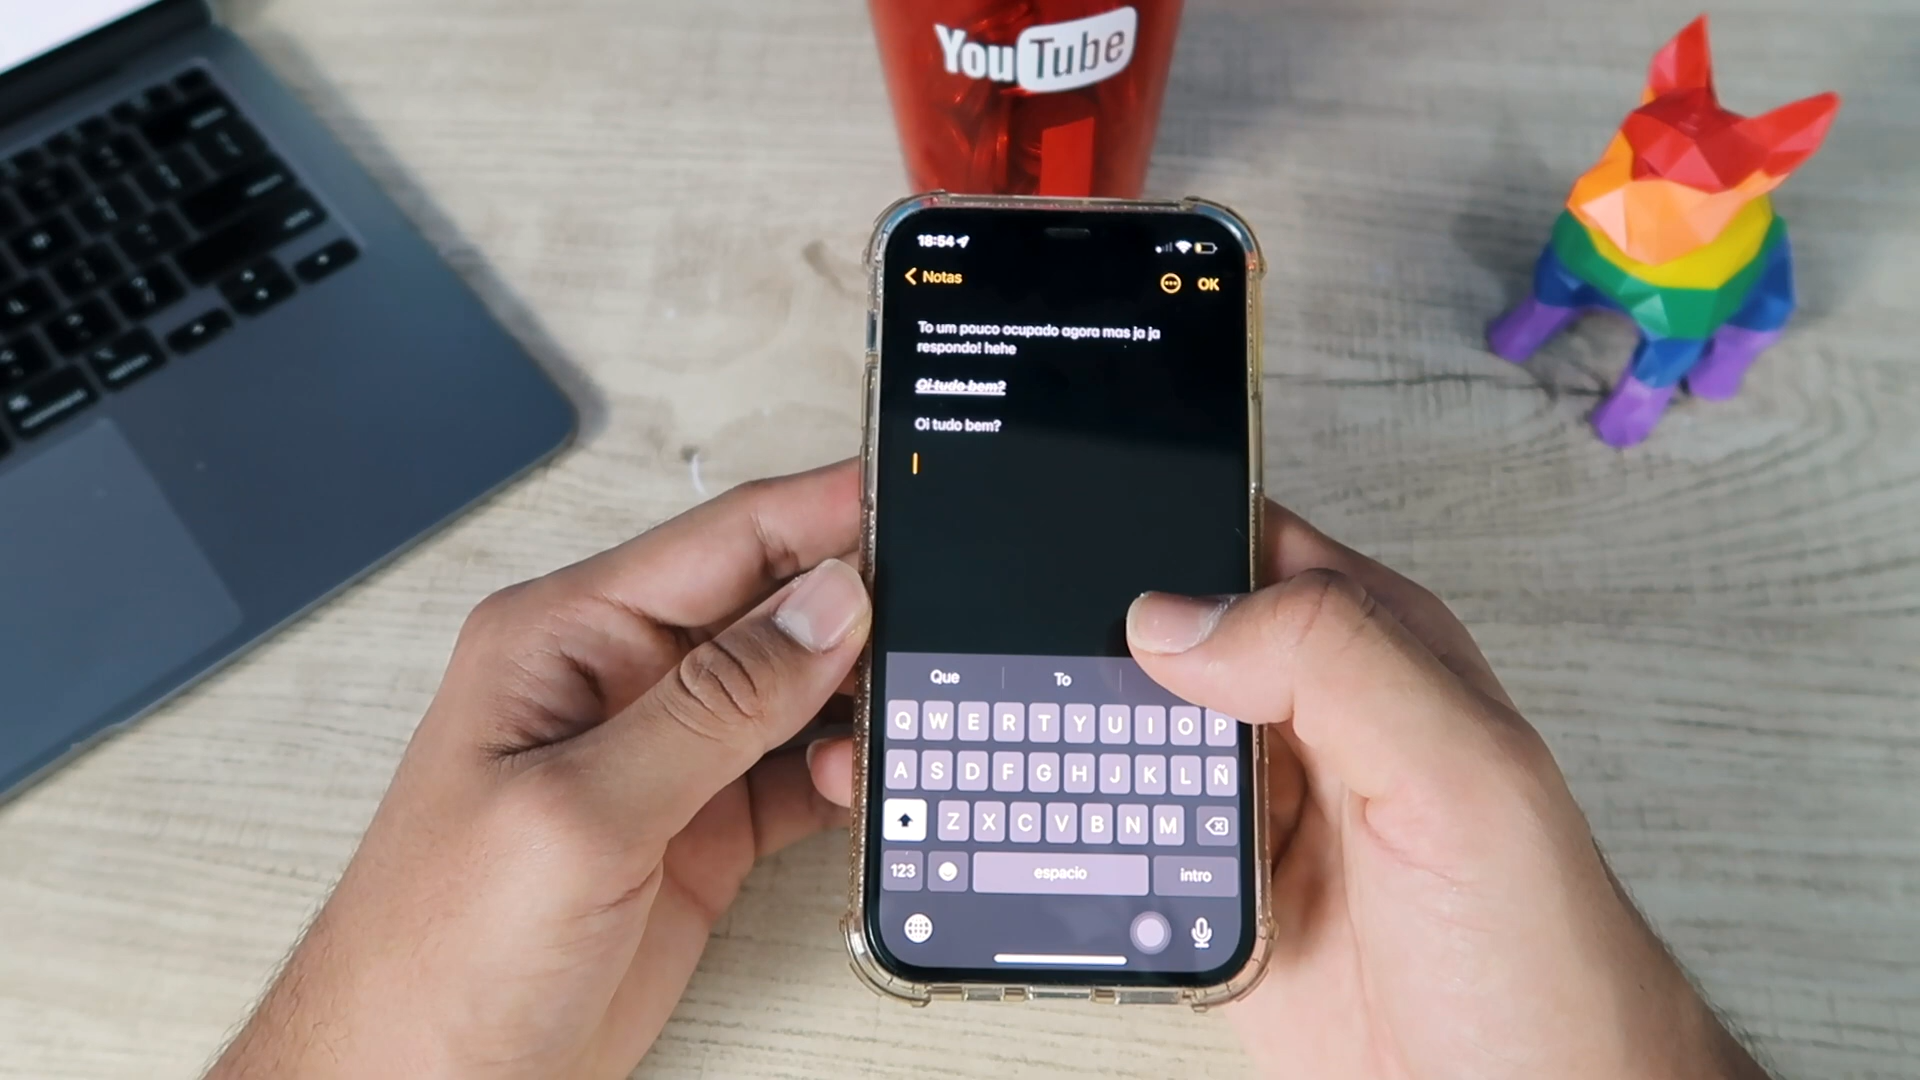 YouTube
18:54
Notas
OK
To um pouco ocupado agora mas ja ja
respondo! hehe
Oi tudo bem?
Oi tudo bem?
Que To
Q W E R T Y U I O P
A S D F G H J K L Ñ
Z X C V B N M
123 espacio intro